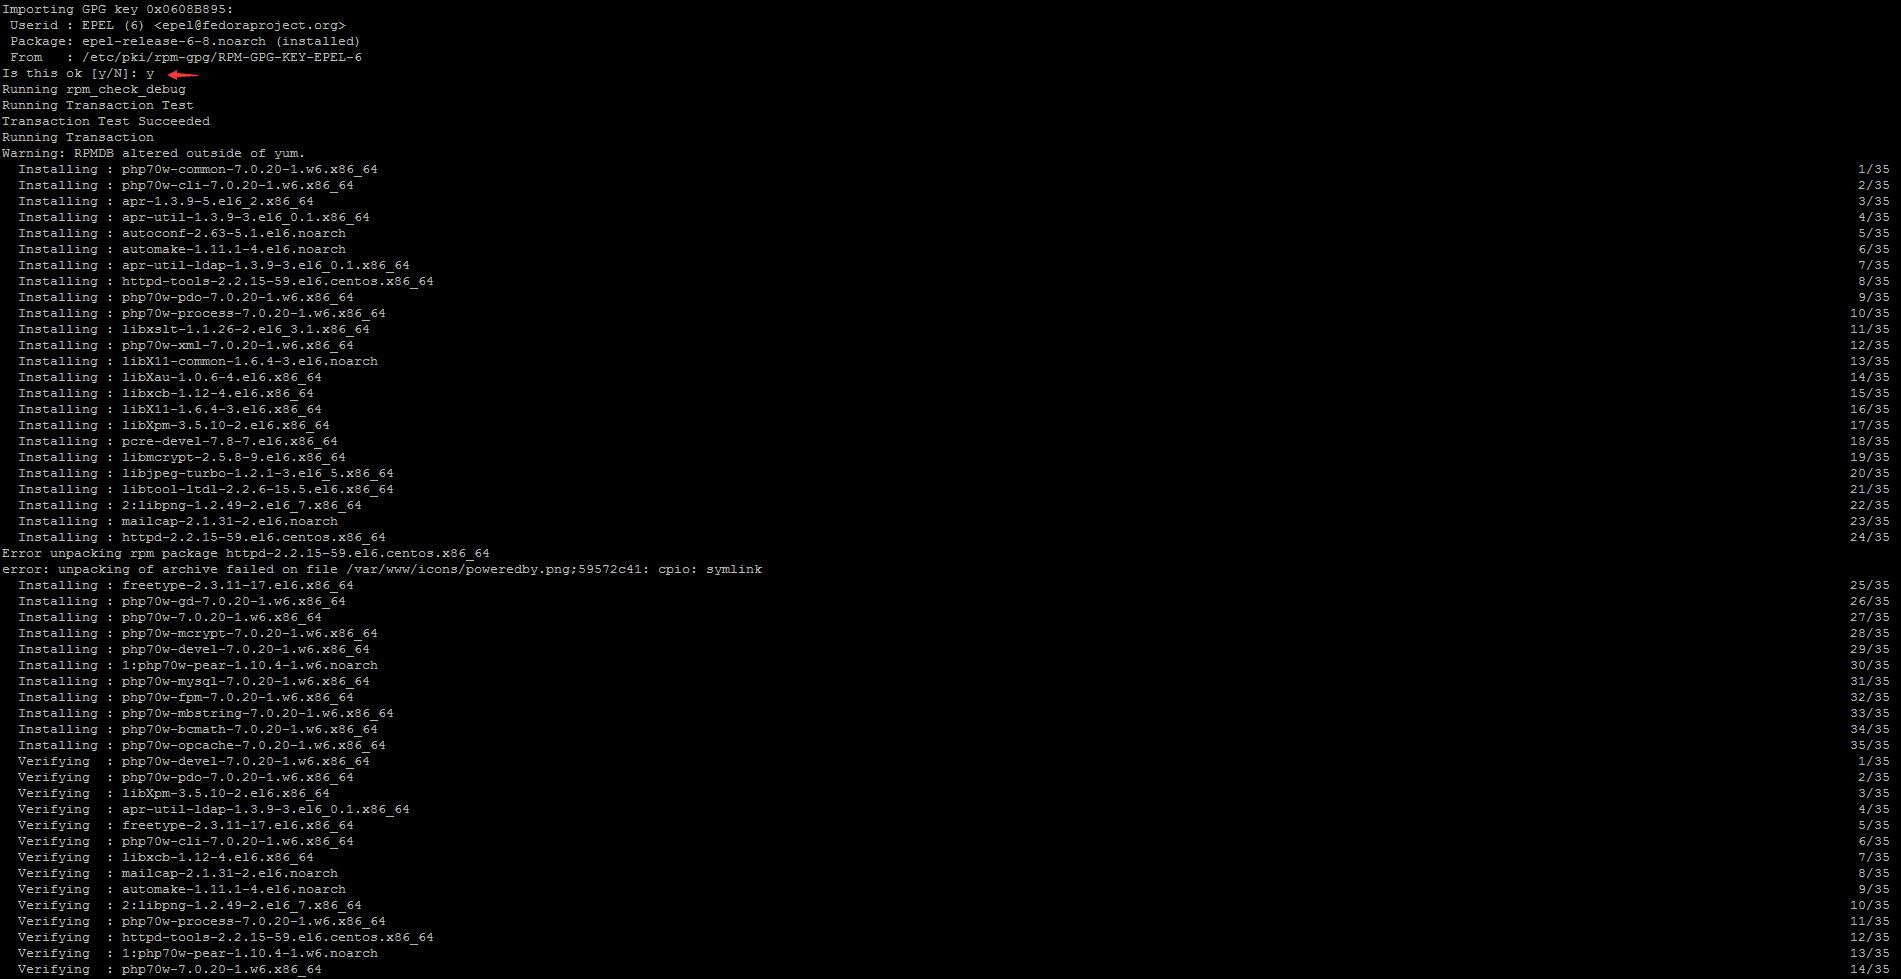 Importing GPG key 0x0608B895:
 Userid : EPEL (6) <epel@fedoraproject.org>
 Package: epel-release-6-8.noarch (installed)
 From   : /etc/pki/rpm-gpg/RPM-GPG-KEY-EPEL-6
Is this ok [y/N]: y
Running rpm_check_debug
Running Transaction Test
Transaction Test Succeeded
Running Transaction
Warning: RPMDB altered outside of yum.
  Installing : php70w-common-7.0.20-1.w6.x86_64 1/35
  Installing : php70w-cli-7.0.20-1.w6.x86_64 2/35
  Installing : apr-1.3.9-5.el6_2.x86_64 3/35
  Installing : apr-util-1.3.9-3.el6_0.1.x86_64 4/35
  Installing : autoconf-2.63-5.1.el6.noarch 5/35
  Installing : automake-1.11.1-4.el6.noarch 6/35
  Installing : apr-util-ldap-1.3.9-3.el6_0.1.x86_64 7/35
  Installing : httpd-tools-2.2.15-59.el6.centos.x86_64 8/35
  Installing : php70w-pdo-7.0.20-1.w6.x86_64 9/35
  Installing : php70w-process-7.0.20-1.w6.x86_64 10/35
  Installing : libxslt-1.1.26-2.el6_3.1.x86_64 11/35
  Installing : php70w-xml-7.0.20-1.w6.x86_64 12/35
  Installing : libX11-common-1.6.4-3.el6.noarch 13/35
  Installing : libXau-1.0.6-4.el6.x86_64 14/35
  Installing : libxcb-1.12-4.el6.x86_64 15/35
  Installing : libX11-1.6.4-3.el6.x86_64 16/35
  Installing : libXpm-3.5.10-2.el6.x86_64 17/35
  Installing : pcre-devel-7.8-7.el6.x86_64 18/35
  Installing : libmcrypt-2.5.8-9.el6.x86_64 19/35
  Installing : libjpeg-turbo-1.2.1-3.el6_5.x86_64 20/35
  Installing : libtool-ltdl-2.2.6-15.5.el6.x86_64 21/35
  Installing : 2:libpng-1.2.49-2.el6_7.x86_64 22/35
  Installing : mailcap-2.1.31-2.el6.noarch 23/35
  Installing : httpd-2.2.15-59.el6.centos.x86_64 24/35
Error unpacking rpm package httpd-2.2.15-59.el6.centos.x86_64
error: unpacking of archive failed on file /var/www/icons/poweredby.png;59572c41: cpio: symlink
  Installing : freetype-2.3.11-17.el6.x86_64 25/35
  Installing : php70w-gd-7.0.20-1.w6.x86_64 26/35
  Installing : php70w-7.0.20-1.w6.x86_64 27/35
  Installing : php70w-mcrypt-7.0.20-1.w6.x86_64 28/35
  Installing : php70w-devel-7.0.20-1.w6.x86_64 29/35
  Installing : 1:php70w-pear-1.10.4-1.w6.noarch 30/35
  Installing : php70w-mysql-7.0.20-1.w6.x86_64 31/35
  Installing : php70w-fpm-7.0.20-1.w6.x86_64 32/35
  Installing : php70w-mbstring-7.0.20-1.w6.x86_64 33/35
  Installing : php70w-bcmath-7.0.20-1.w6.x86_64 34/35
  Installing : php70w-opcache-7.0.20-1.w6.x86_64 35/35
  Verifying  : php70w-devel-7.0.20-1.w6.x86_64 1/35
  Verifying  : php70w-pdo-7.0.20-1.w6.x86_64 2/35
  Verifying  : libXpm-3.5.10-2.el6.x86_64 3/35
  Verifying  : apr-util-ldap-1.3.9-3.el6_0.1.x86_64 4/35
  Verifying  : freetype-2.3.11-17.el6.x86_64 5/35
  Verifying  : php70w-cli-7.0.20-1.w6.x86_64 6/35
  Verifying  : libxcb-1.12-4.el6.x86_64 7/35
  Verifying  : mailcap-2.1.31-2.el6.noarch 8/35
  Verifying  : automake-1.11.1-4.el6.noarch 9/35
  Verifying  : 2:libpng-1.2.49-2.el6_7.x86_64 10/35
  Verifying  : php70w-process-7.0.20-1.w6.x86_64 11/35
  Verifying  : httpd-tools-2.2.15-59.el6.centos.x86_64 12/35
  Verifying  : 1:php70w-pear-1.10.4-1.w6.noarch 13/35
  Verifying  : php70w-7.0.20-1.w6.x86_64 14/35